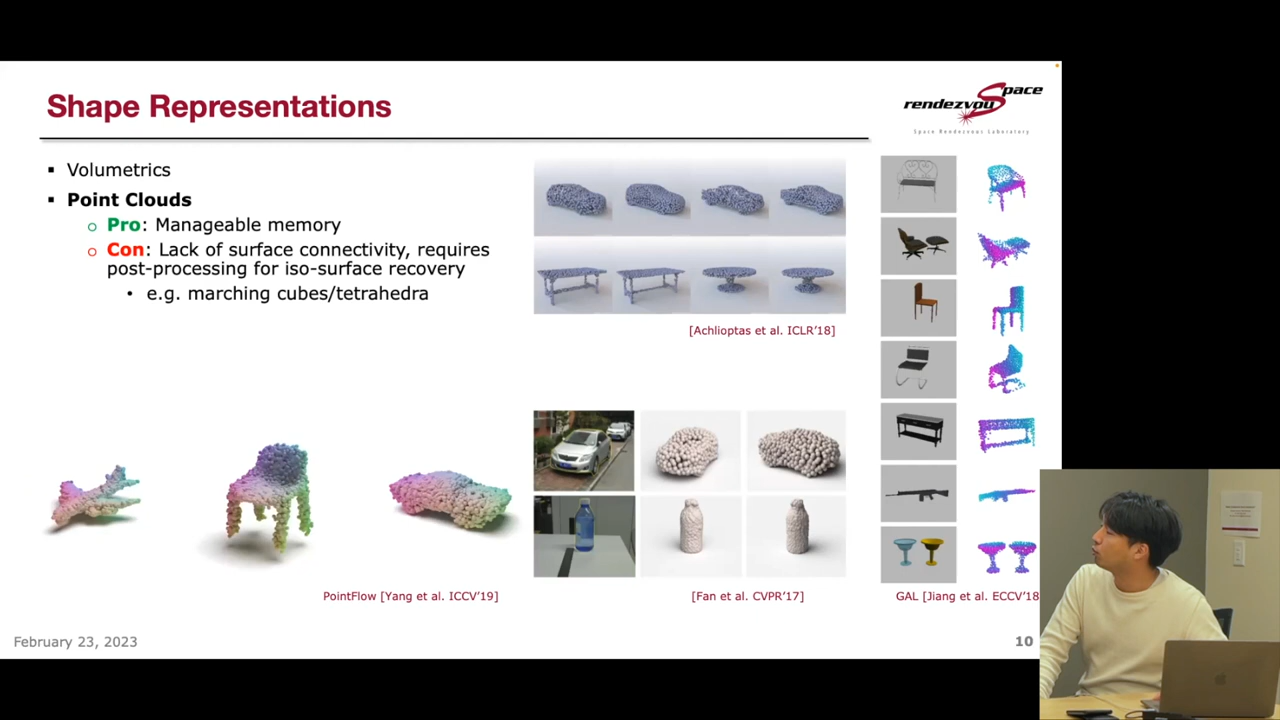 Shape Representations
rendezvouSpace
Space Rendezvous Laboratory
▪ Volumetrics
▪ Point Clouds
o Pro: Manageable memory
o Con: Lack of surface connectivity, requires
post-processing for iso-surface recovery
• e.g. marching cubes/tetrahedra
[Achlioptas et al. ICLR’18]
PointFlow [Yang et al. ICCV’19]
[Fan et al. CVPR’17]
GAL [Jiang et al. ECCV’18
February 23, 2023
10